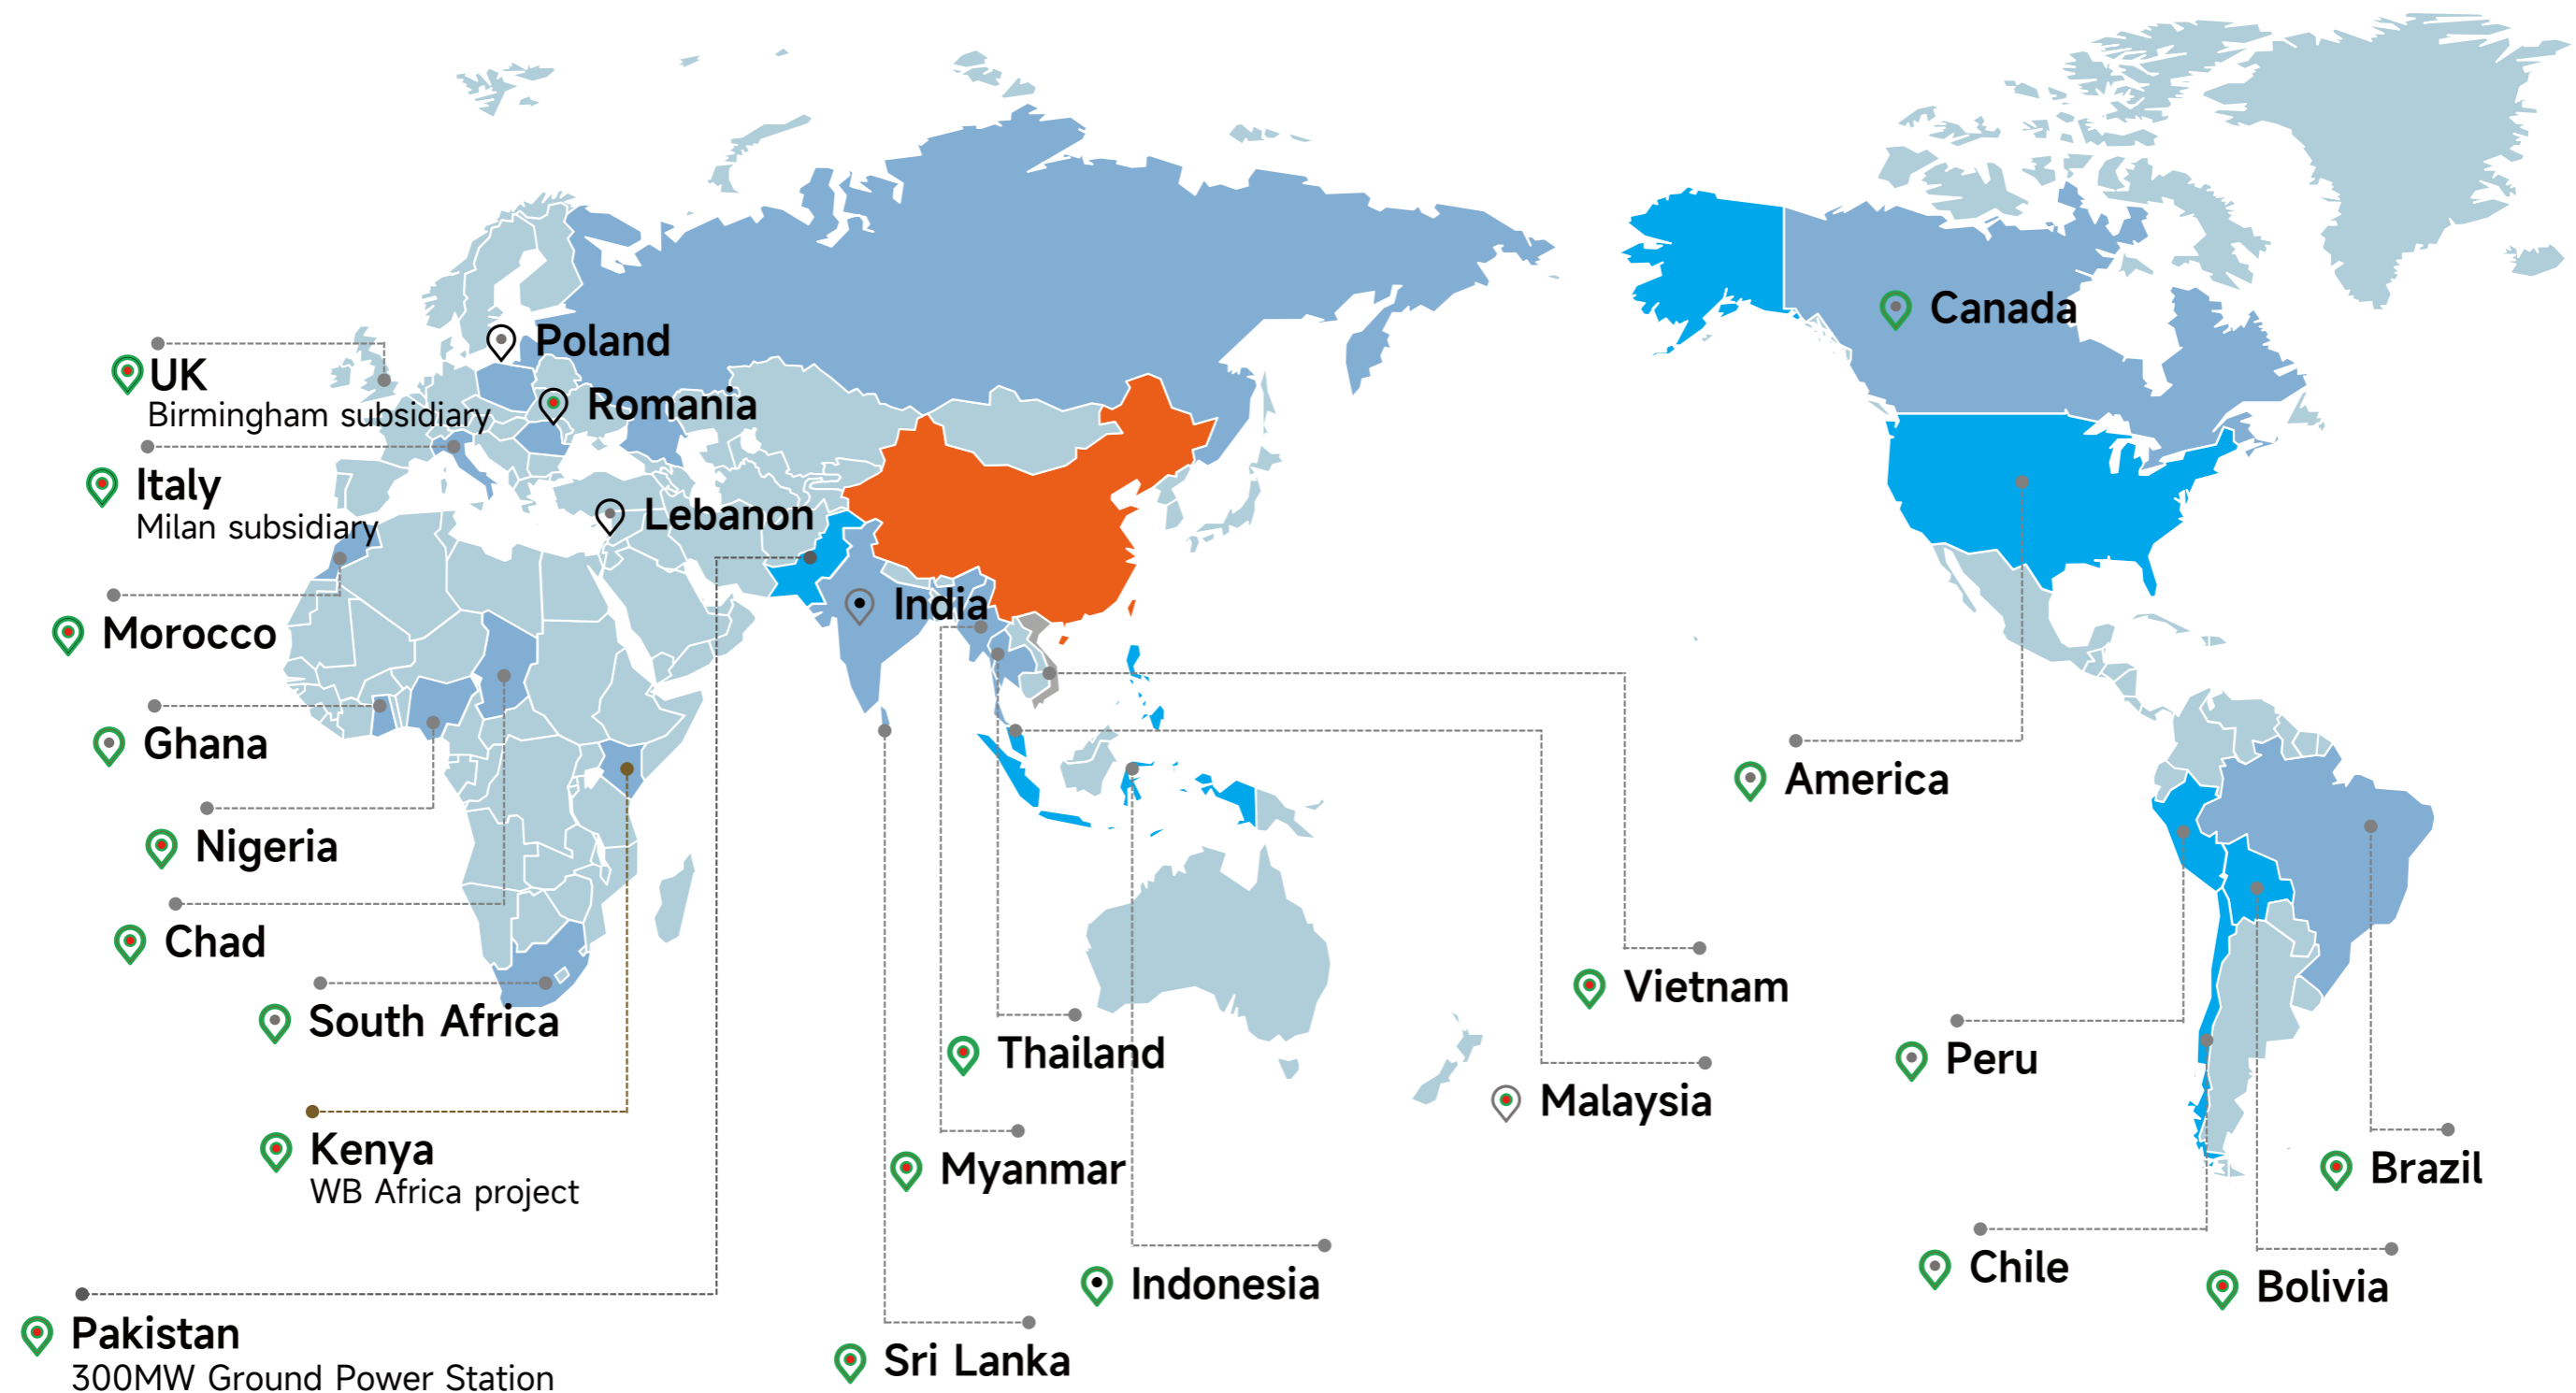 Poland
Canada
UK
Birmingham subsidiary
Romania
Italy
Milan subsidiary
Lebanon
India
Morocco
Ghana
America
Nigeria
Chad
Vietnam
South Africa
Thailand
Peru
Malaysia
Kenya
WB Africa project
Myanmar
Brazil
Chile
Indonesia
Bolivia
Pakistan
300MW Ground Power Station
Sri Lanka